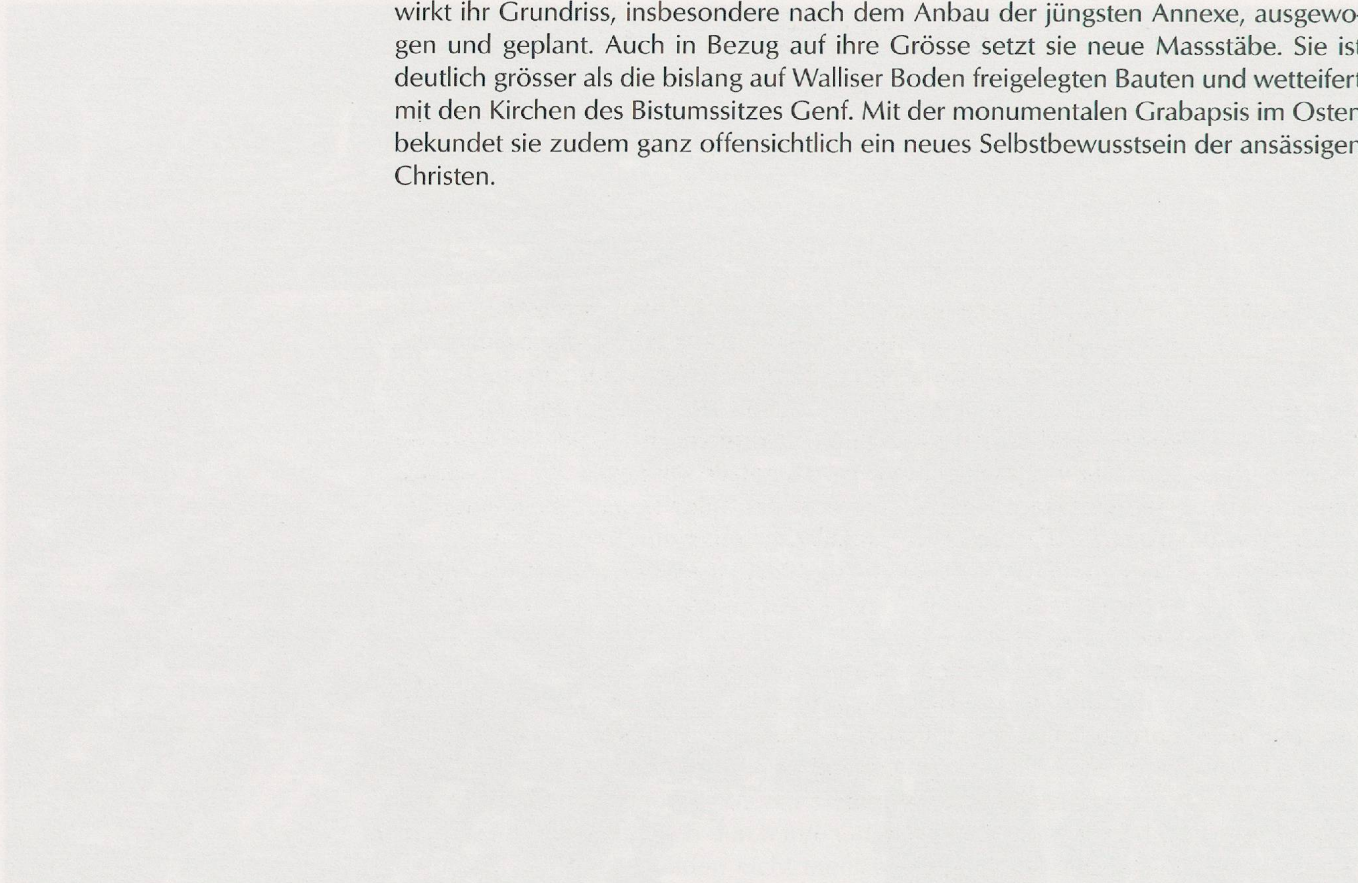 wirkt ihr Grundriss, insbesondere nach dem Anbau der jüngsten Annexe, ausgewo-
gen und geplant. Auch in Bezug auf ihre Grösse setzt sie neue Massstäbe. Sie ist
deutlich grösser als die bislang auf Walliser Boden freigelegten Bauten und wetteifert
mit den Kirchen des Bistumssitzes Genf. Mit der monumentalen Grabapsis im Osten
bekundet sie zudem ganz offensichtlich ein neues Selbstbewusstsein der ansässigen
Christen.